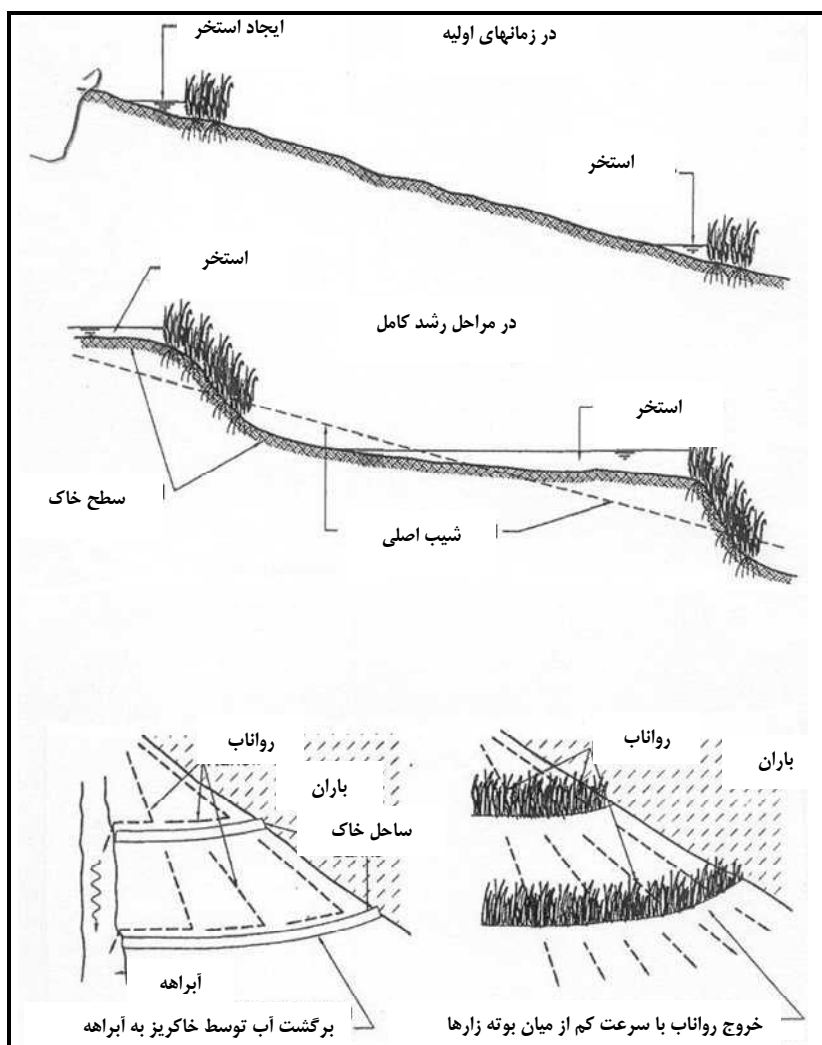 در زمانهای اولیه
ایجاد استخر
استخر
استخر
در مراحل رشد کامل
استخر
سطح خاک
شیب اصلی
رواناب
باران
رواناب
باران
ساحل خاک
آبراهه
خروج رواناب با سرعت کم از میان بوته زارها
برگشت آب توسط خاکریز به آبراهه